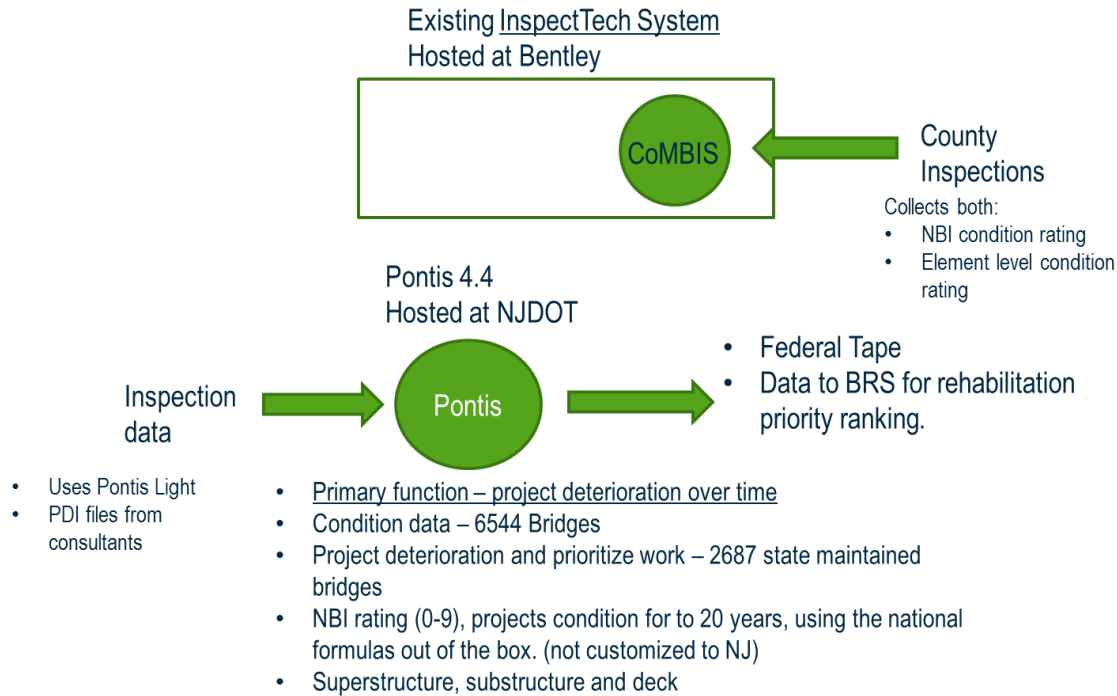 Existing InspectTech System
Hosted at Bentley
CoMBIS
County
Inspections
Collects both:
• NBI condition rating
• Element level condition
rating
Pontis 4.4
Hosted at NJDOT
Inspection
data
Pontis
• Federal Tape
• Data to BRS for rehabilitation
priority ranking.
• Uses Pontis Light
• PDI files from
consultants
• Primary function – project deterioration over time
• Condition data – 6544 Bridges
• Project deterioration and prioritize work – 2687 state maintained
bridges
• NBI rating (0-9), projects condition for to 20 years, using the national
formulas out of the box. (not customized to NJ)
• Superstructure, substructure and deck